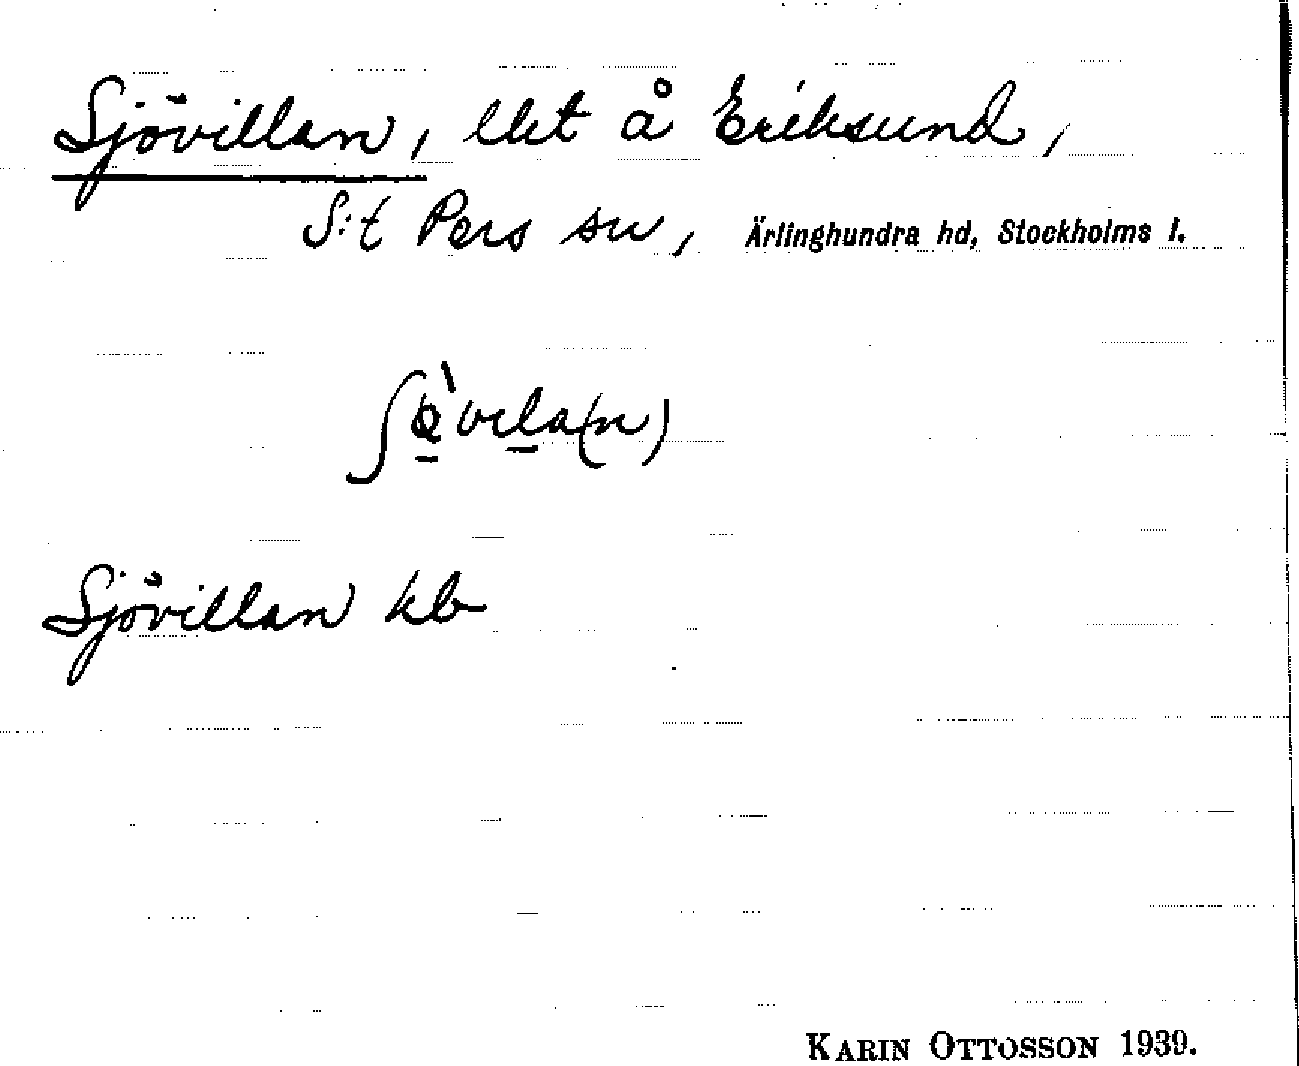 Sjövillan, lht å Eriksund,
S:t Pers sn, Ärlinghundra hd, Stockholms l.
Sjövillan kb
KARIN OTTOSSON 1939.